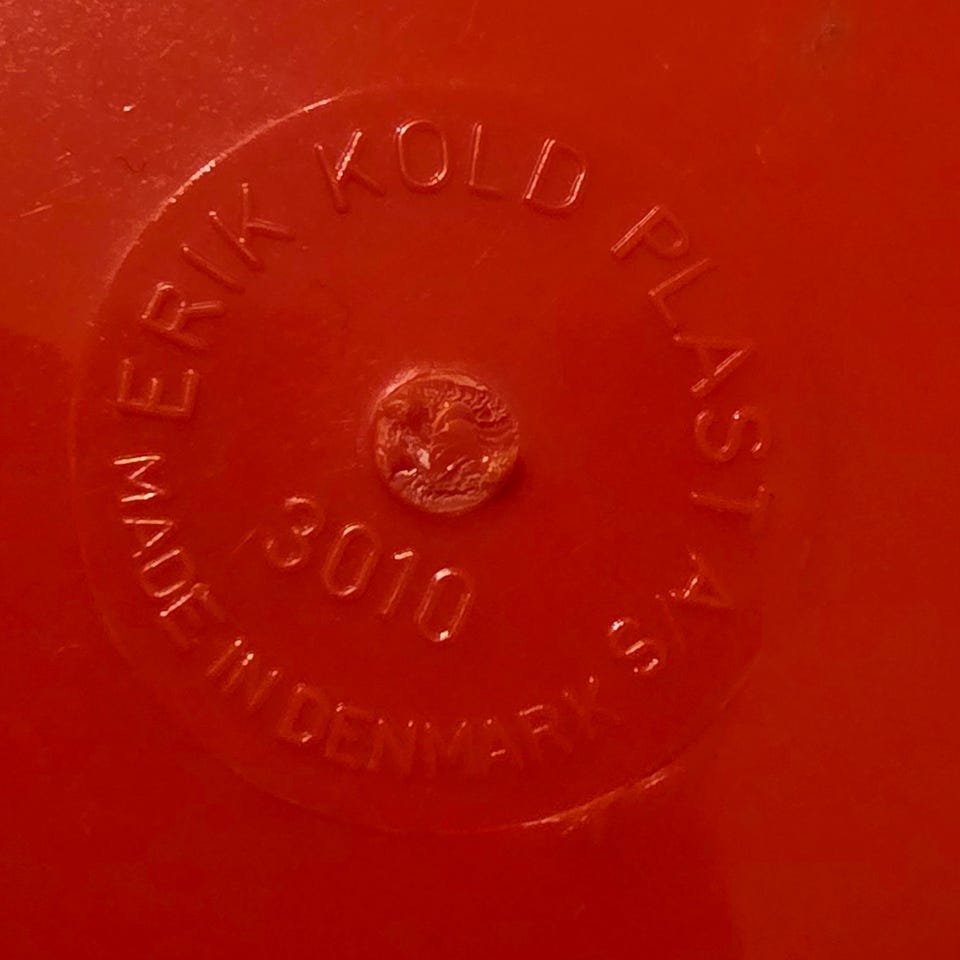 ERIK KOLD PLAST A/S
MADE IN DENMARK
3010